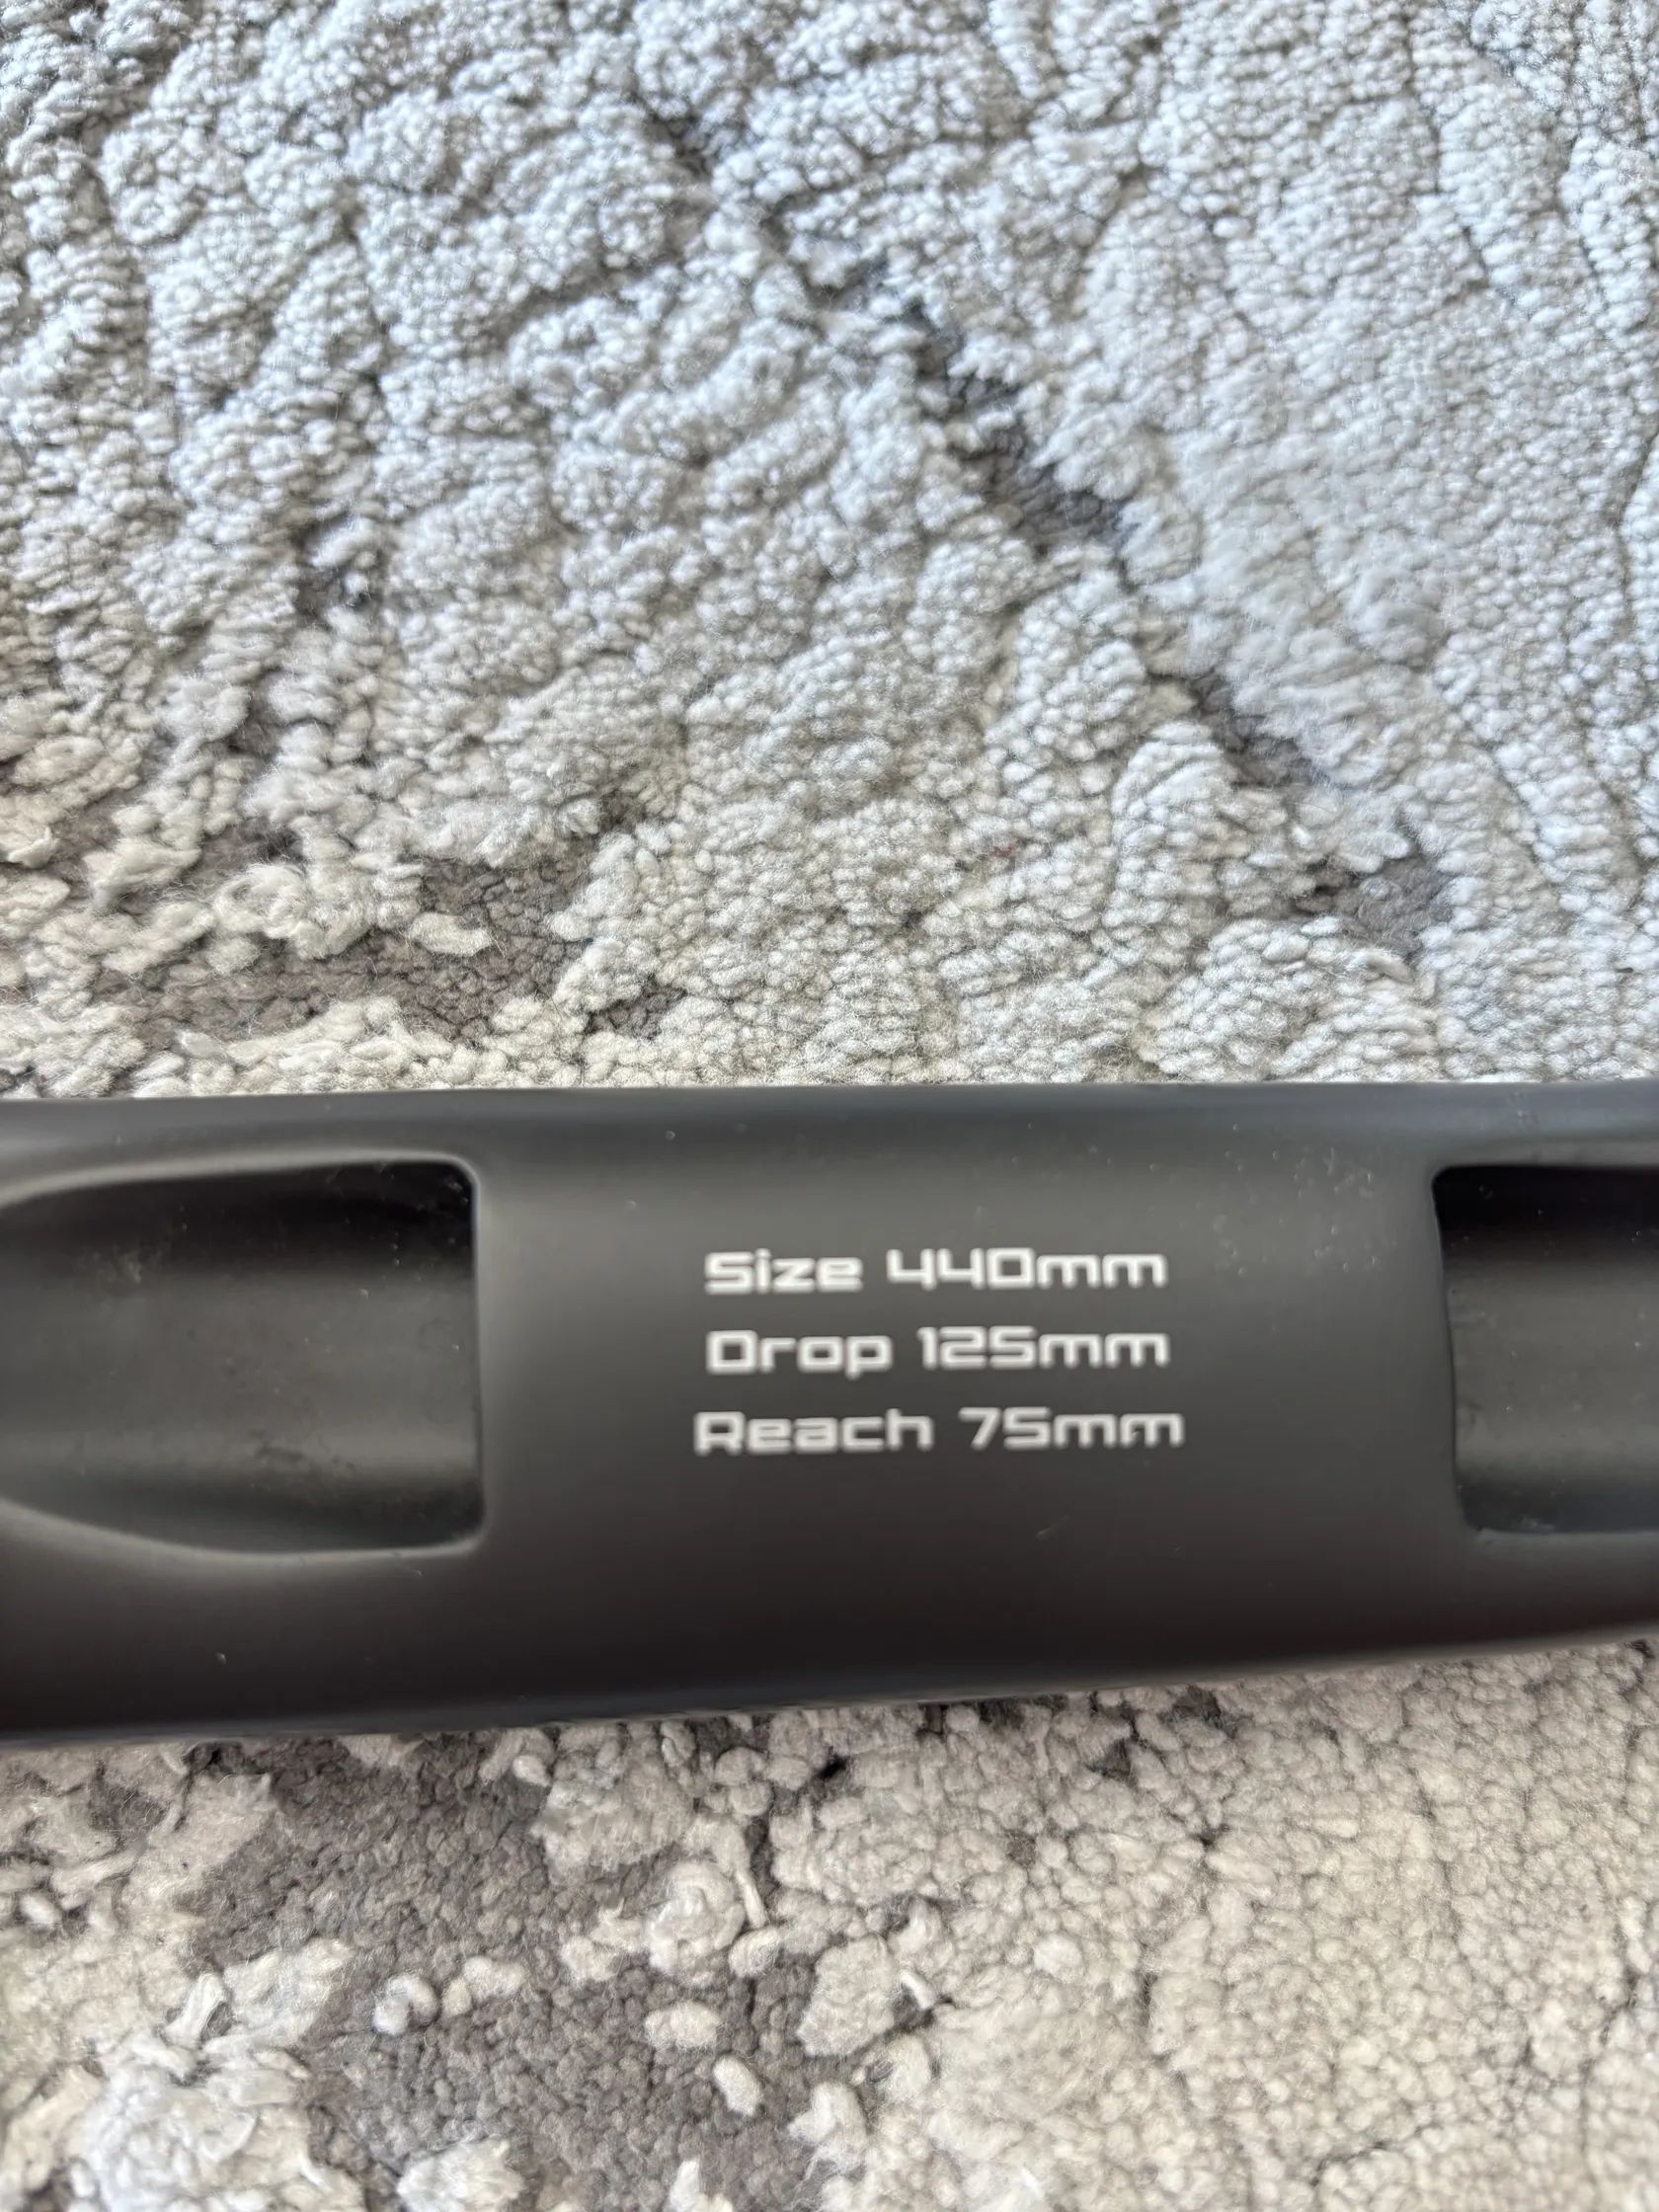 Size 440mm
Drop 125mm
Reach 75mm